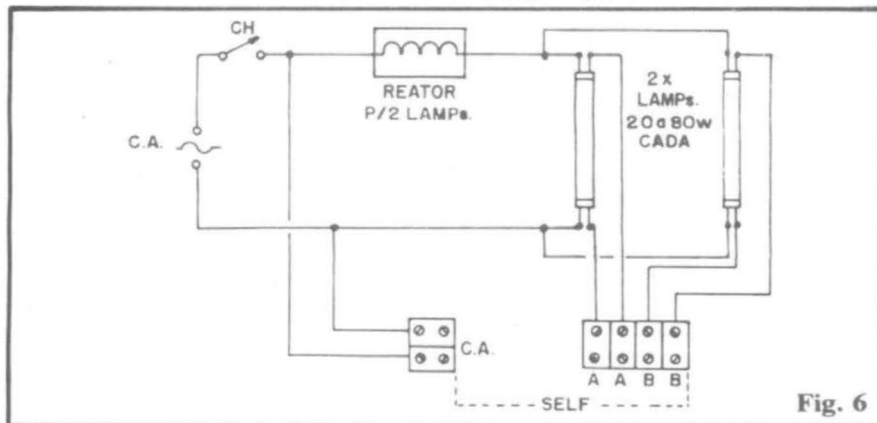 CH
REATOR
P/2 LAMPs.
2 x
LAMPs.
20 a 80w
CADA
C.A.
C.A.
A A B B
SELF
Fig. 6